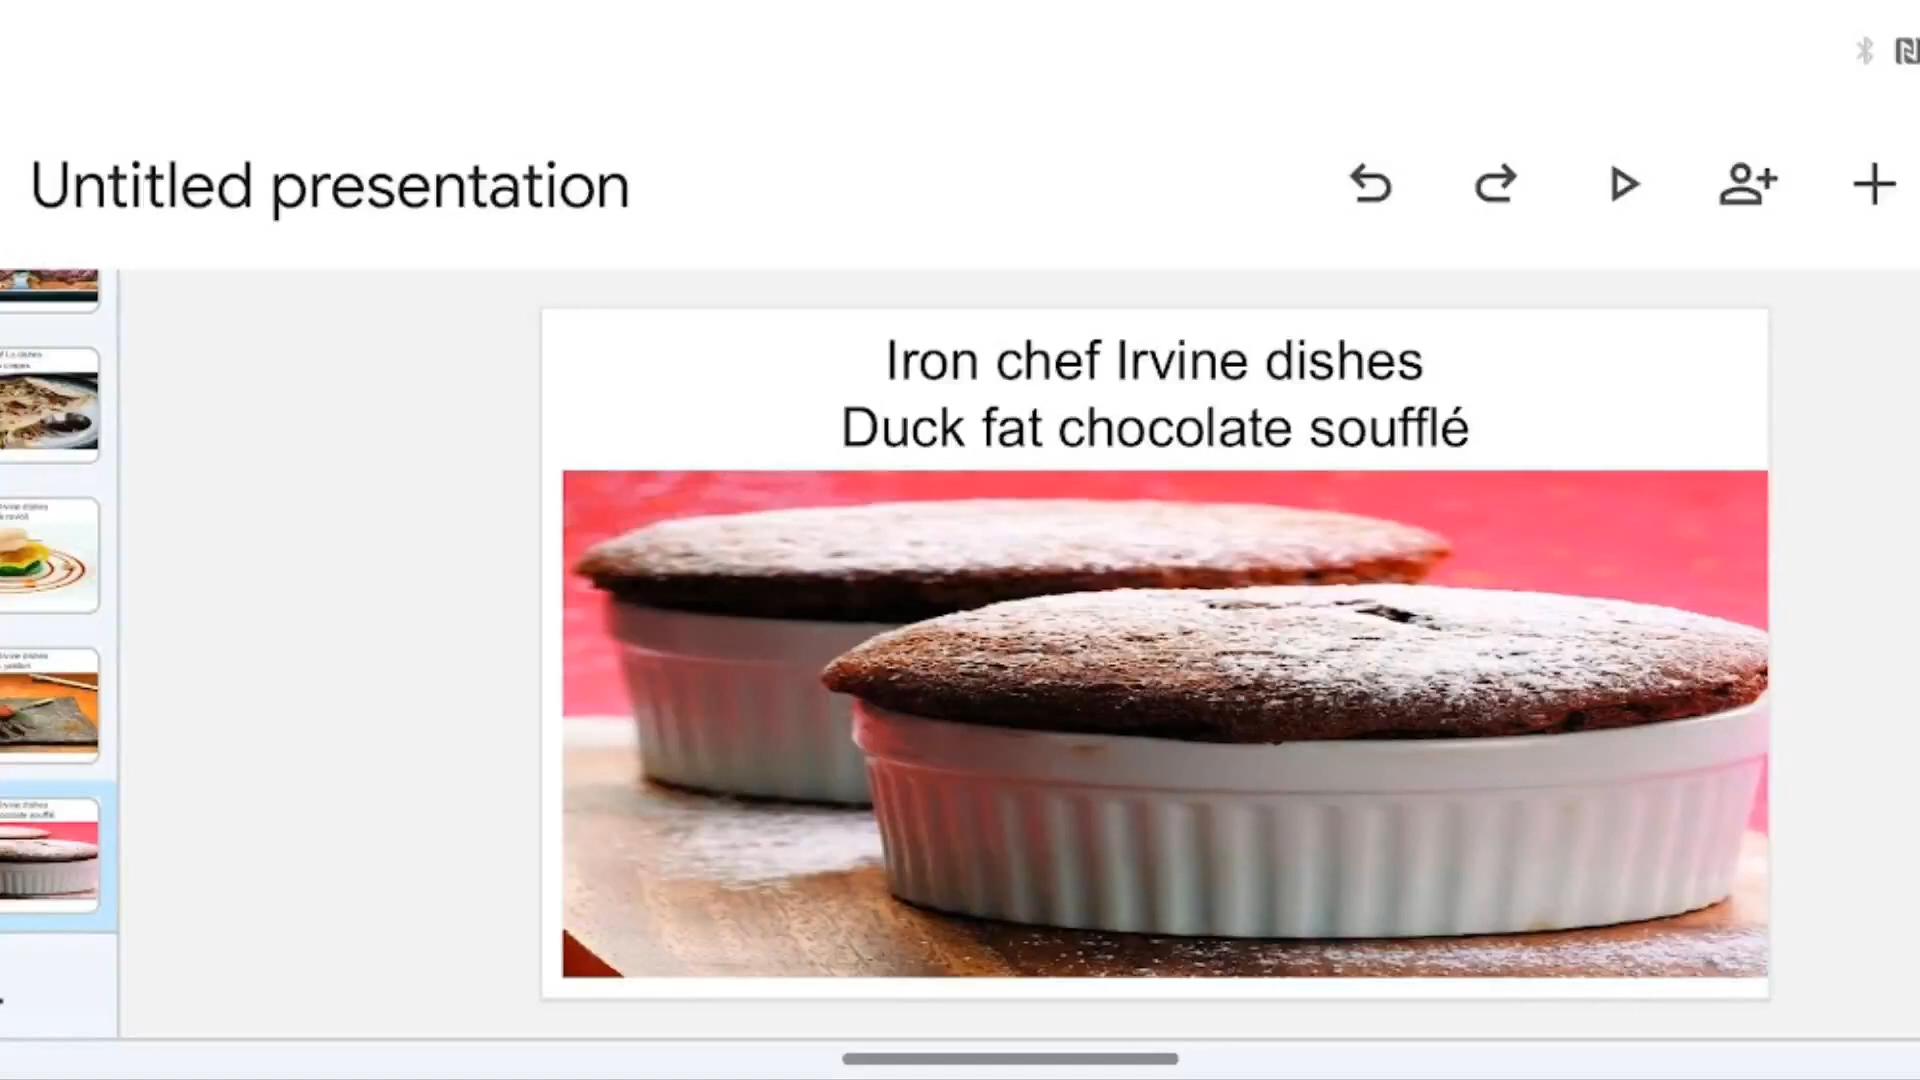 Untitled presentation
Iron chef Irvine dishes
Duck fat chocolate soufflé